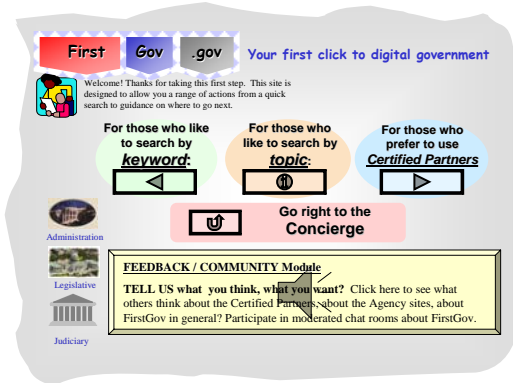 First Gov .gov Your first click to digital government
Welcome! Thanks for taking this first step. This site is
designed to allow you a range of actions from a quick
search to guidance on where to go next.
For those who like
to search by
keyword:
For those who
like to search by
topic:
For those who
prefer to use
Certified Partners
Go right to the
Concierge
Administration
Legislative
Judiciary
FEEDBACK / COMMUNITY Module
TELL US what you think, what you want? Click here to see what
others think about the Certified Partners, about the Agency sites, about
FirstGov in general? Participate in moderated chat rooms about FirstGov.